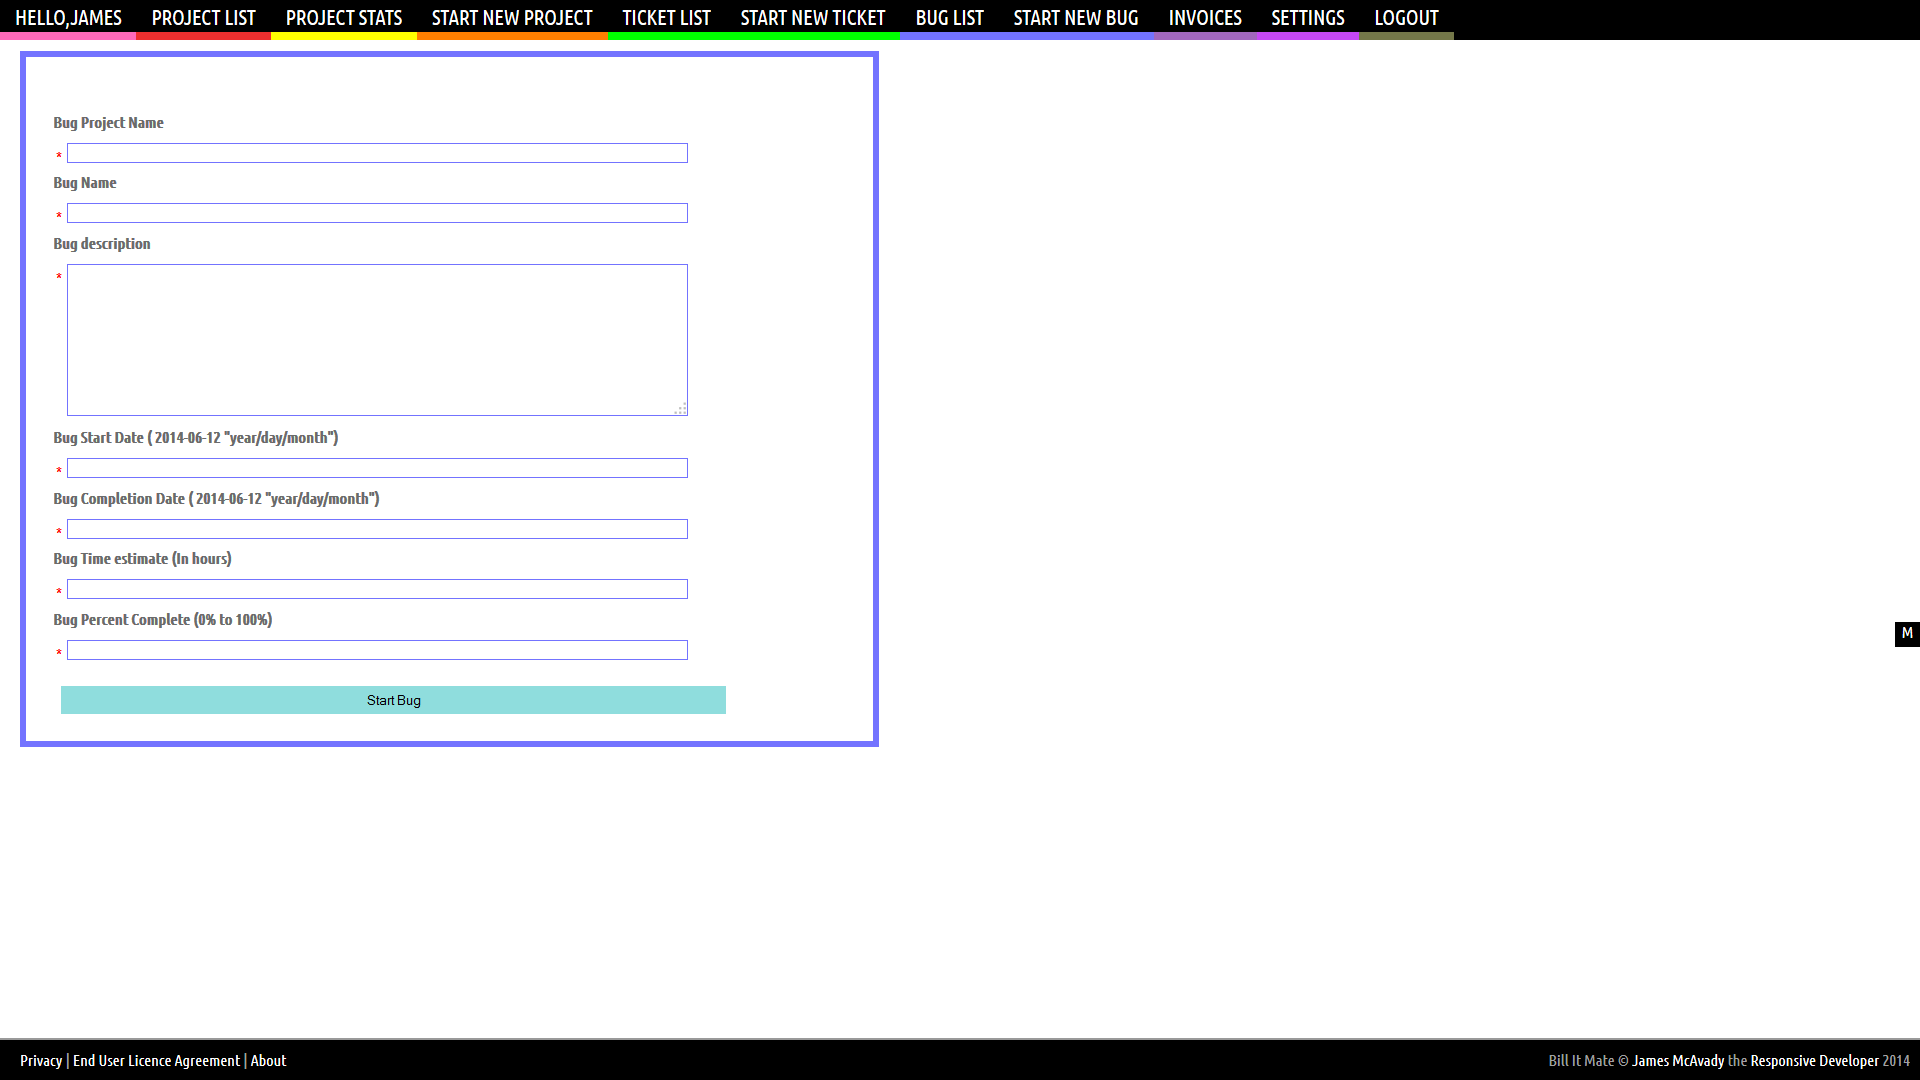 HELLO,JAMES PROJECT LIST PROJECT STATS START NEW PROJECT TICKET LIST START NEW TICKET BUG LIST START NEW BUG INVOICES SETTINGS LOGOUT
Bug Project Name
*
Bug Name
*
Bug description
*
Bug Start Date ( 2014-06-12 "year/day/month")
*
Bug Completion Date ( 2014-06-12 "year/day/month")
*
Bug Time estimate (In hours)
*
Bug Percent Complete (0% to 100%)
*
M
Start Bug
Privacy | End User Licence Agreement | About
Bill It Mate © James McAvady the Responsive Developer 2014